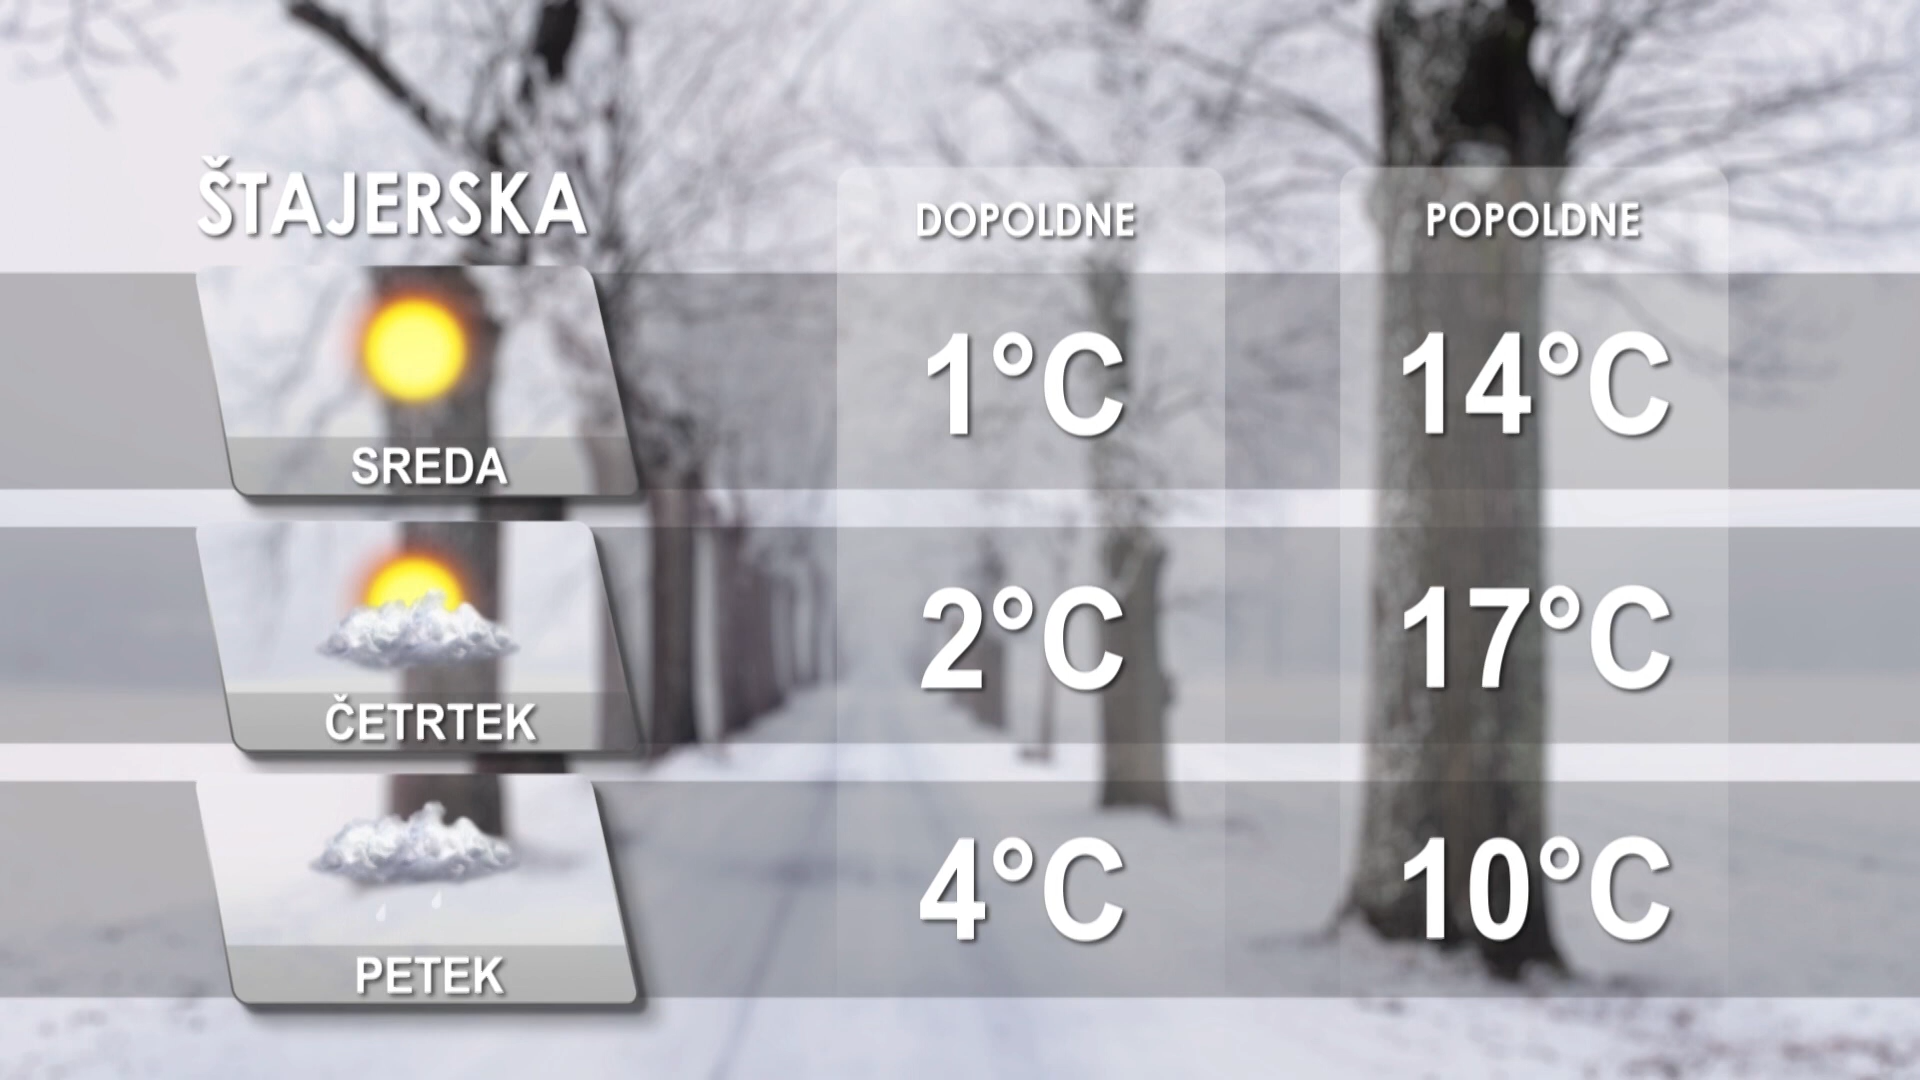 ŠTAJERSKA
DOPOLDNE
POPOLDNE
SREDA
1°C
14°C
ČETRTEK
2°C
17°C
PETEK
4°C
10°C